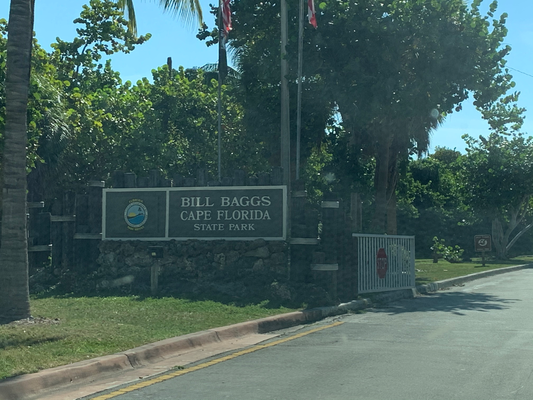 BILL BAGGS
CAPE FLORIDA
STATE PARK